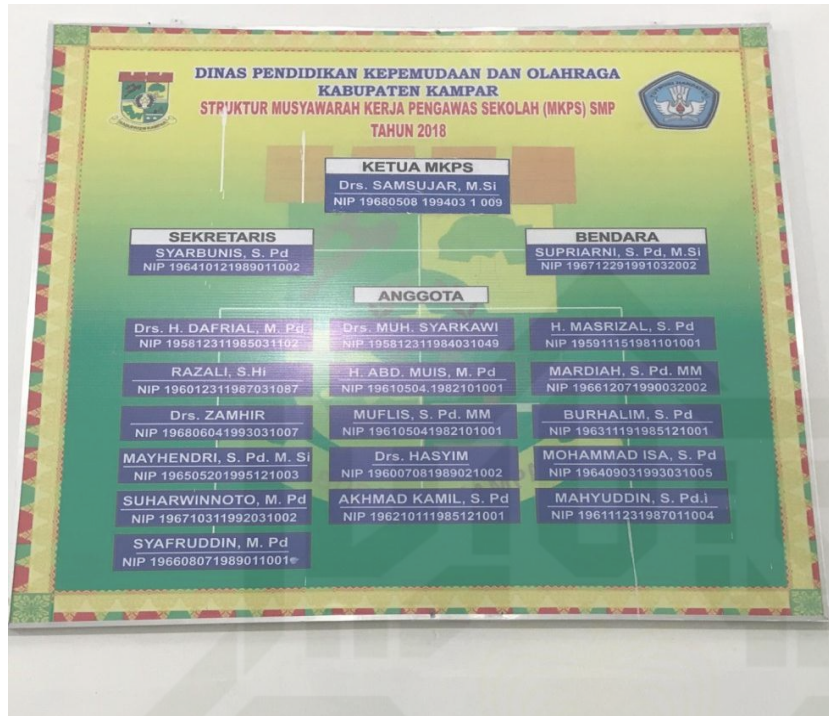 DINAS PENDIDIKAN KEPEMUDAAN DAN OLAHRAGA
KABUPATEN KAMPAR
STRUKTUR MUSYAWARAH KERJA PENGAWAS SEKOLAH (MKPS) SMP
TAHUN 2018
KETUA MKPS
Drs. SAMSUJAR, M.Si
NIP 19680508 199403 1 009
SEKRETARIS
SYARBUNIS, S. Pd
NIP 196410121989011002
BENDARA
SUPRIARNI, S. Pd, M.Si
NIP 196712291991032002
ANGGOTA
Drs. H. DAFRIAL, M. Pd
NIP 195812311985031102
Drs. MUH. SYARKAWI
NIP 195812311984031049
H. MASRIZAL, S. Pd
NIP 195911151981101001
RAZALI, S.Hi
NIP 196012311987031087
H. ABD. MUIS, M. Pd
NIP 19610504.1982101001
MARDIAH, S. Pd. MM
NIP 196612071990032002
Drs. ZAMHIR
NIP 196806041993031007
MUFLIS, S. Pd. MM
NIP 196105041982101001
BURHALIM, S. Pd
NIP 196311191985121001
MAYHENDRI, S. Pd. M. Si
NIP 196505201995121003
Drs. HASYIM
NIP 196007081989021002
MOHAMMAD ISA, S. Pd
NIP 196409031993031005
SUHARWINNOTO, M. Pd
NIP 196710311992031002
AKHMAD KAMIL, S. Pd
NIP 196210111985121001
MAHYUDDIN, S. Pd.i
NIP 196111231987011004
SYAFRUDDIN, M. Pd
NIP 196608071989011001